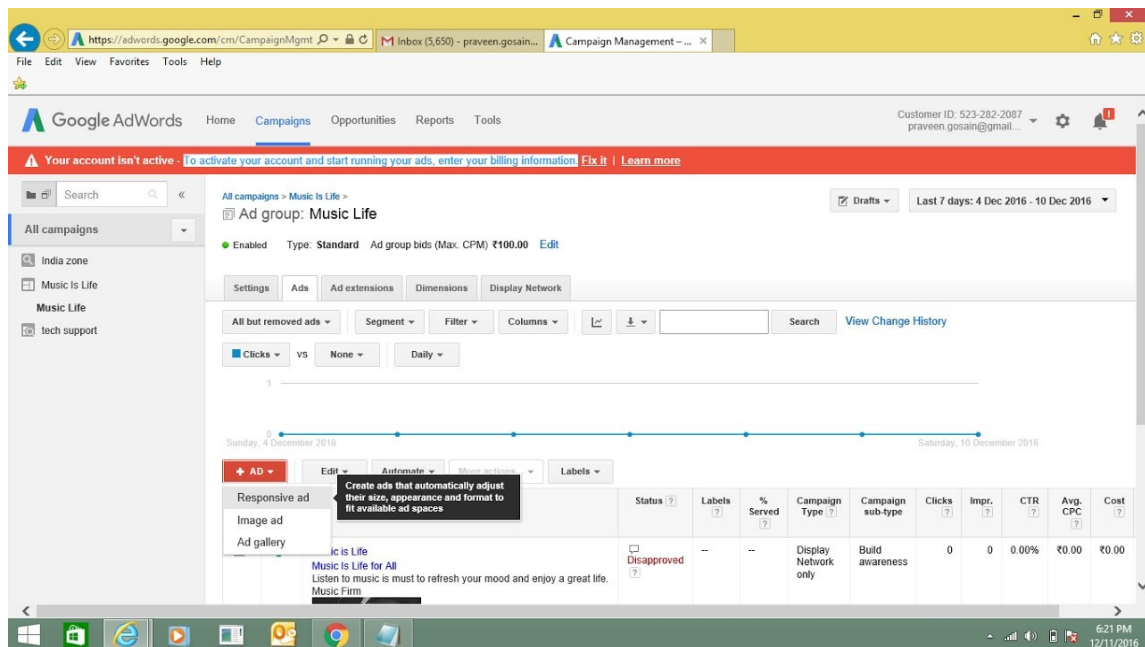 https://adwords.google.com/cm/CampaignMgmt
Inbox (5,650) - praveen.gosain...
Campaign Management – ...
File Edit View Favorites Tools Help
Google AdWords Home Campaigns Opportunities Reports Tools
Customer ID: 523-282-2087
praveen.gosain@gmail...
1
Your account isn't active - To activate your account and start running your ads, enter your billing information. Fix it | Learn more
Search
All campaigns
India zone
Music Is Life
Music Life
tech support
All campaigns > Music Is Life >
Ad group: Music Life
Drafts
Last 7 days: 4 Dec 2016 - 10 Dec 2016
Enabled Type: Standard Ad group bids (Max. CPM) ₹100.00 Edit
Settings Ads Ad extensions Dimensions Display Network
All but removed ads Segment Filter Columns Search View Change History
Clicks VS None Daily
1
0
Sunday, 4 December 2016 Saturday, 10 December 2016
+ AD Edit Automate More actions... Labels
Responsive ad
Image ad
Ad gallery
Create ads that automatically adjust
their size, appearance and format to
fit available ad spaces
Status ? Labels ? % Served ? Campaign Type ? Campaign sub-type Clicks ? Impr. ? CTR ? Avg. CPC ? Cost ?
ic is Life
Music Is Life for All
Listen to music is must to refresh your mood and enjoy a great life.
Music Firm
Disapproved ? -- -- Display Network only Build awareness 0 0 0.00% ₹0.00 ₹0.00
6:21 PM
12/11/2016